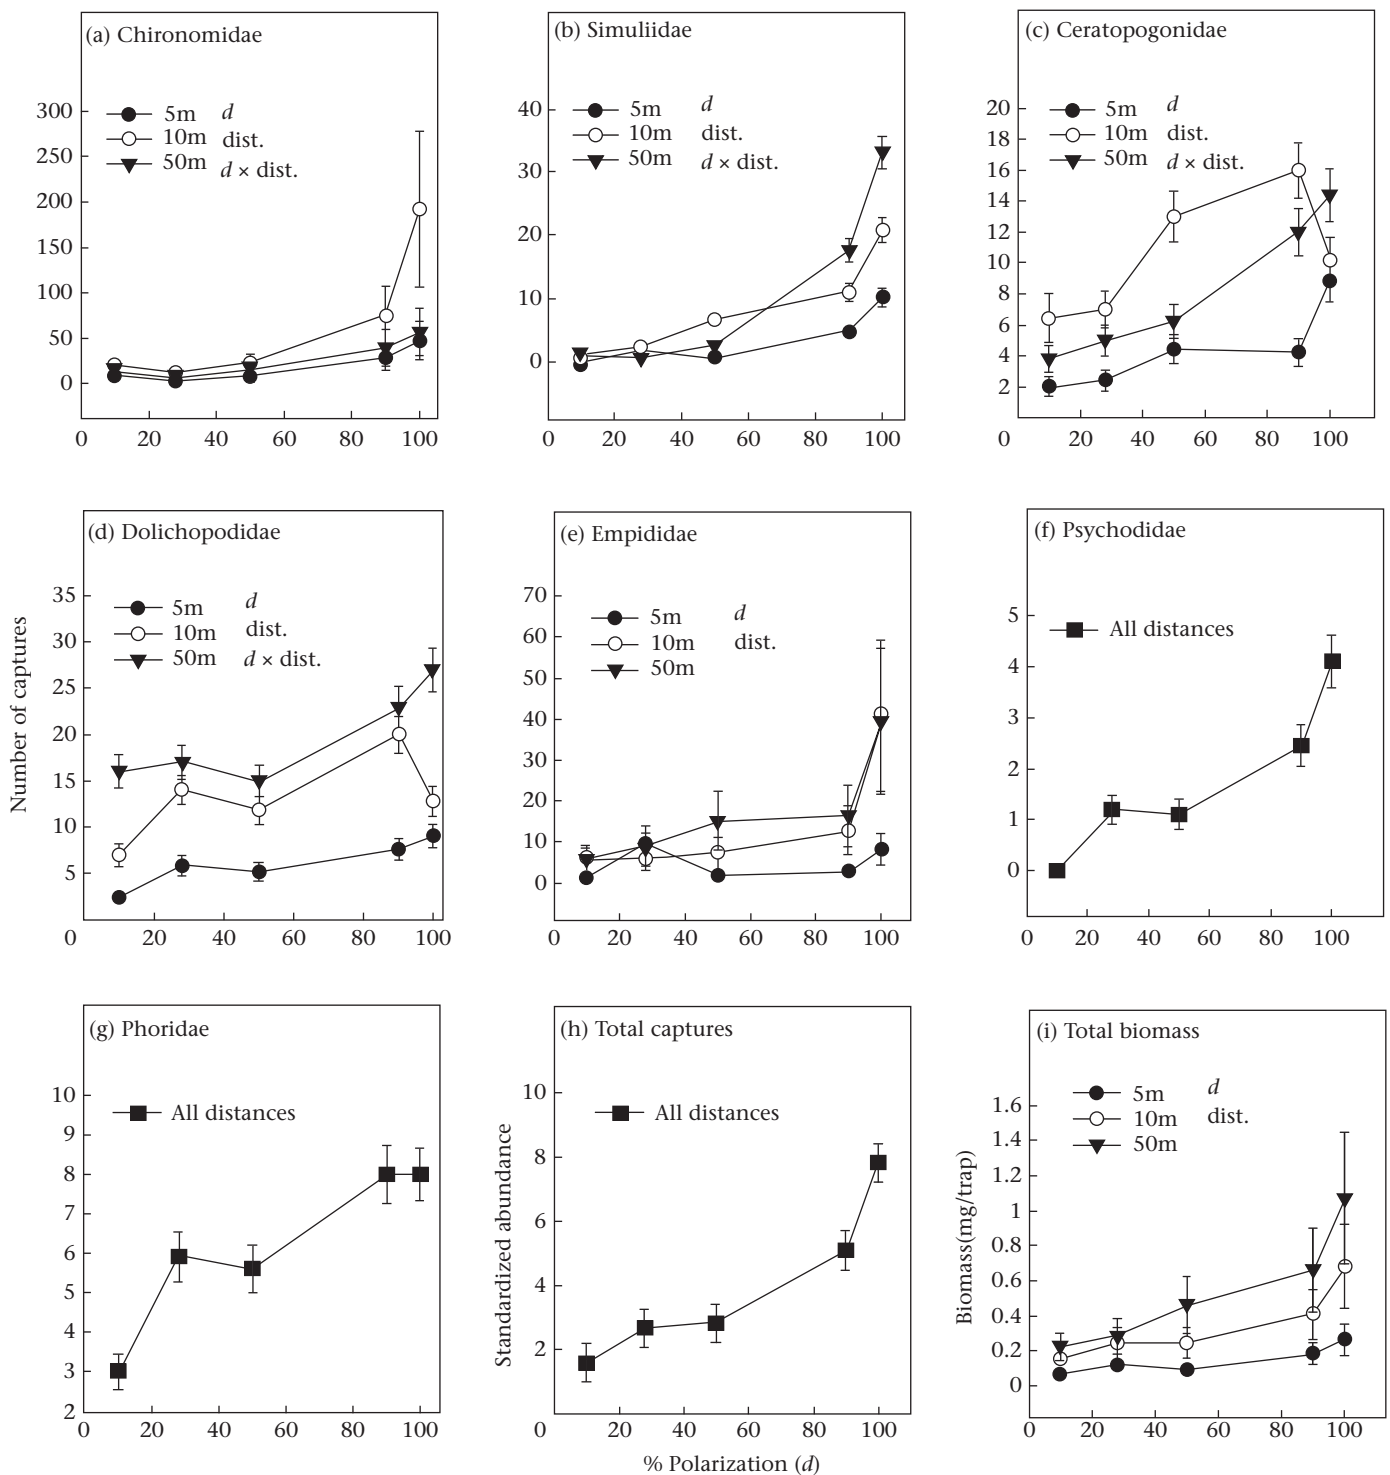 (a) Chironomidae
5m d
10m dist.
50m d × dist.
300
250
200
150
100
50
0
0 20 40 60 80 100
(b) Simuliidae
5m d
10m dist.
50m d × dist.
40
30
20
10
0
0 20 40 60 80 100
(c) Ceratopogonidae
5m d
10m dist.
50m d × dist.
20
18
16
14
12
10
8
6
4
2
0 20 40 60 80 100
Number of captures
(d) Dolichopodidae
5m d
10m dist.
50m d × dist.
35
30
25
20
15
10
5
0 20 40 60 80 100
(e) Empididae
5m d
10m dist.
50m
70
60
50
40
30
20
10
0
0 20 40 60 80 100
(f) Psychodidae
All distances
5
4
3
2
1
0
0 20 40 60 80 100
(g) Phoridae
All distances
10
9
8
7
6
5
4
3
2
0 20 40 60 80 100
(h) Total captures
All distances
Standardized abundance
10
8
6
4
2
0 20 40 60 80 100
(i) Total biomass
5m d
10m dist.
50m
Biomass(mg/trap)
1.6
1.4
1.2
1
0.8
0.6
0.4
0.2
0
0 20 40 60 80 100
% Polarization (d)